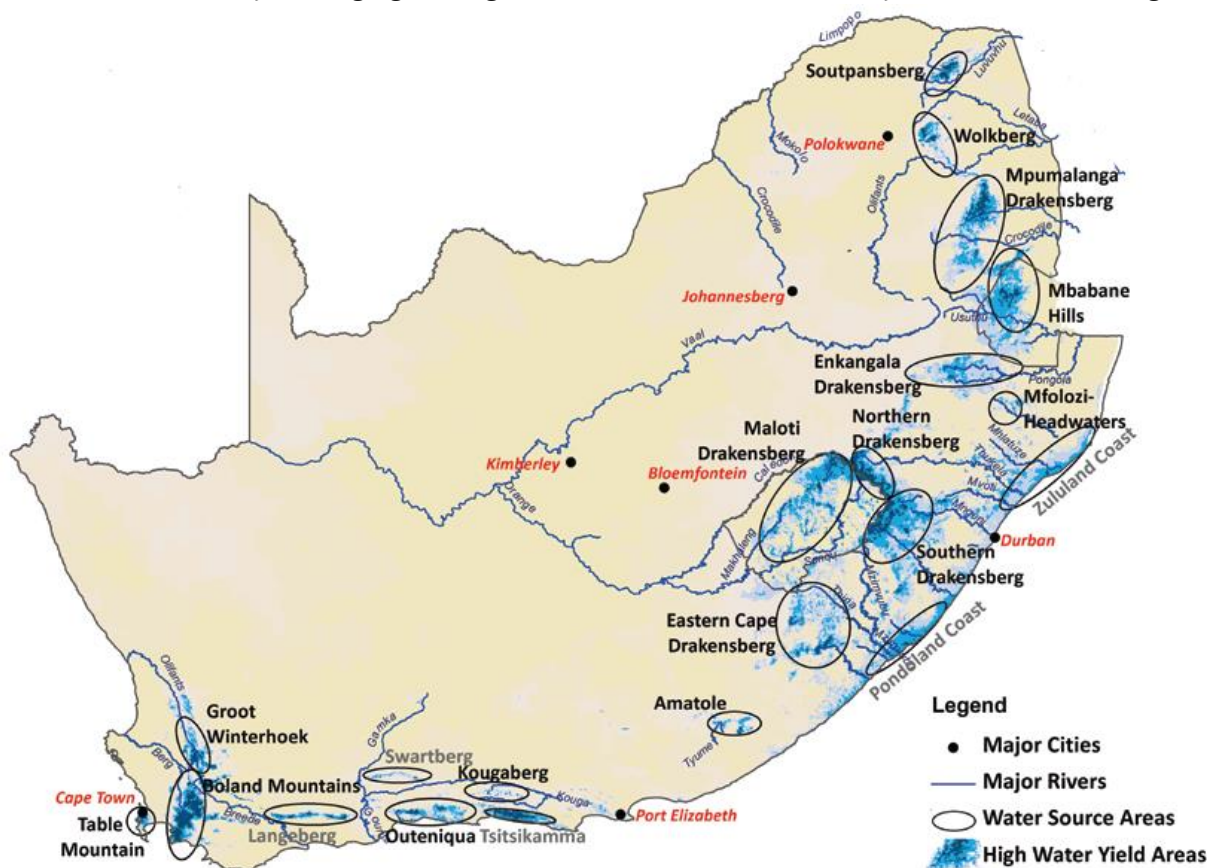 Limpopo
Soutpansberg
Luvuvhu
Letaba
Polokwane
Wolkberg
Mokolo
Mpumalanga
Drakensberg
Olifants
Crocodile
Crocodile
Johannesberg
Mbabane
Hills
Usuthu
Vaal
Enkangala
Drakensberg
Pongola
Mfolozi-
Headwaters
Northern
Drakensberg
Maloti
Drakensberg
Mhlatuze
Thukela
Zululand Coast
Kimberley
Bloemfontein
Mvoti
Mngeni
Orange
Makhaleng
Senqu
Durban
Southern
Drakensberg
Mzimvubu
Eastern Cape
Drakensberg
Pondoland Coast
Olifants
Groot
Winterhoek
Amatole
Tyume
Legend
Major Cities
Major Rivers
Water Source Areas
High Water Yield Areas
Gamka
Swartberg
Berg
Boland Mountains
Kougaberg
Kouga
Cape Town
Table
Mountain
Breede
Langeberg
Outeniqua
Tsitsikamma
Port Elizabeth